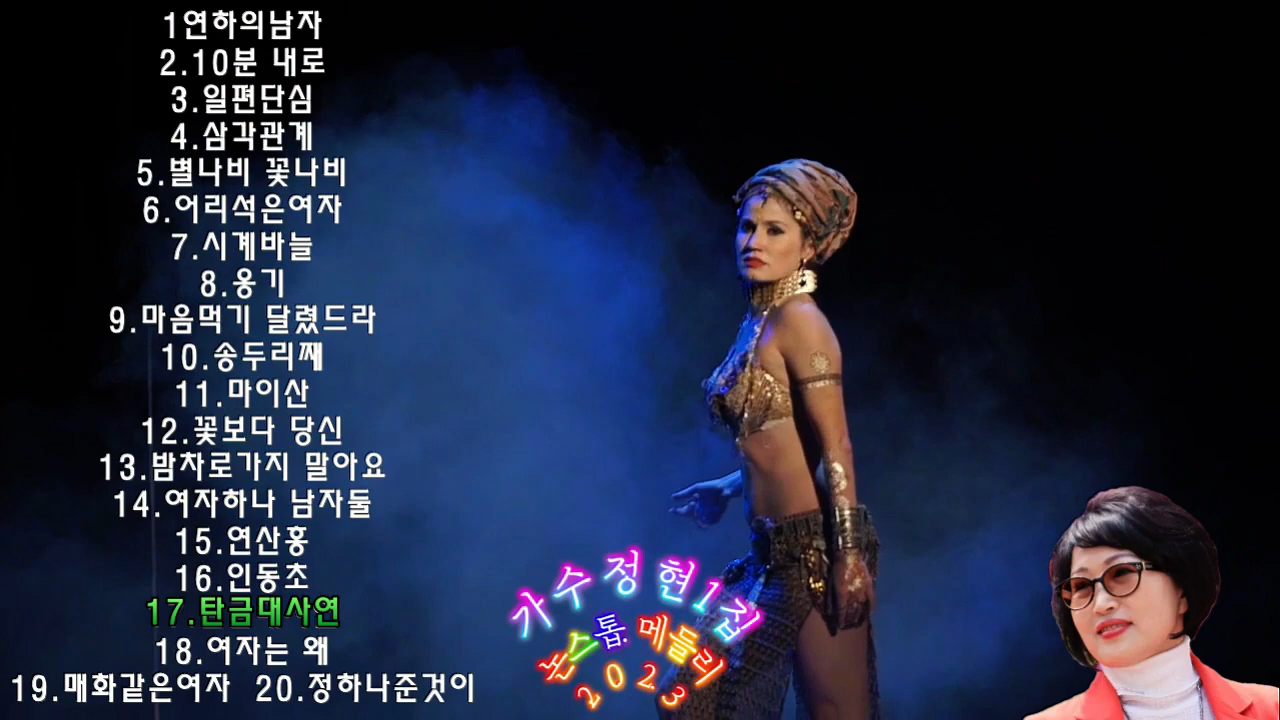 1연하의남자
2.10분 내로
3.일편단심
4.삼각관계
5.별나비 꽃나비
6.어리석은여자
7.시계바늘
8.옹기
9.마음먹기 달렸드라
10.송두리째
11.마이산
12.꽃보다 당신
13.밤차로가지 말아요
14.여자하나 남자둘
15.연산홍
16.인동초
17.탄금대사연
18.여자는 왜
19.매화같은여자 20.정하나준것이
가수정현1집
논스톱 메들리
2023